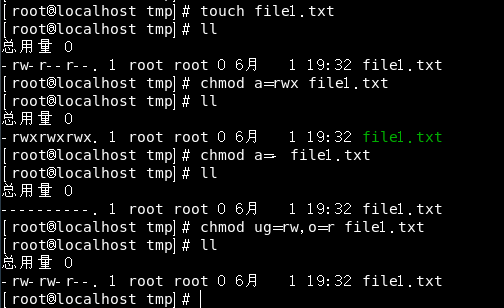 [root@localhost tmp]# touch file1.txt
[root@localhost tmp]# ll
总用量 0
-rw-r--r--. 1 root root 0 6月   1 19:32 file1.txt
[root@localhost tmp]# chmod a=rwx file1.txt
[root@localhost tmp]# ll
总用量 0
-rwxrwxrwx. 1 root root 0 6月   1 19:32 file1.txt
[root@localhost tmp]# chmod a=- file1.txt
[root@localhost tmp]# ll
总用量 0
----------. 1 root root 0 6月   1 19:32 file1.txt
[root@localhost tmp]# chmod ug=rw,o=r file1.txt
[root@localhost tmp]# ll
总用量 0
-rw-rw-r--. 1 root root 0 6月   1 19:32 file1.txt
[root@localhost tmp]#